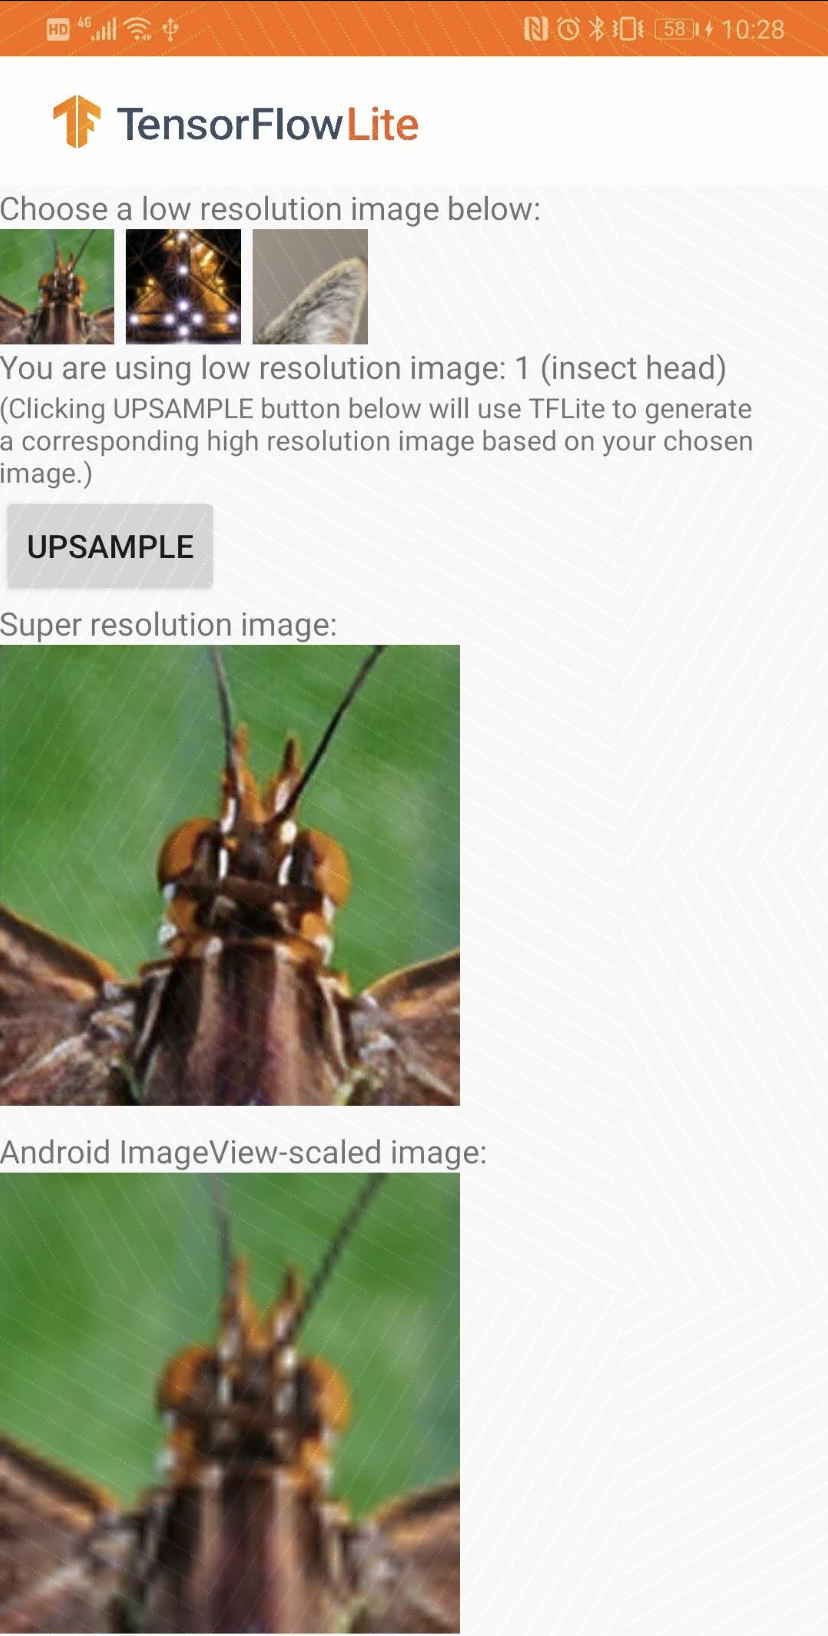 HD 4G 58 10:28
TensorFlowLite
Choose a low resolution image below:
You are using low resolution image: 1 (insect head)
(Clicking UPSAMPLE button below will use TFLite to generate
a corresponding high resolution image based on your chosen
image.)
UPSAMPLE
Super resolution image:
Android ImageView-scaled image: